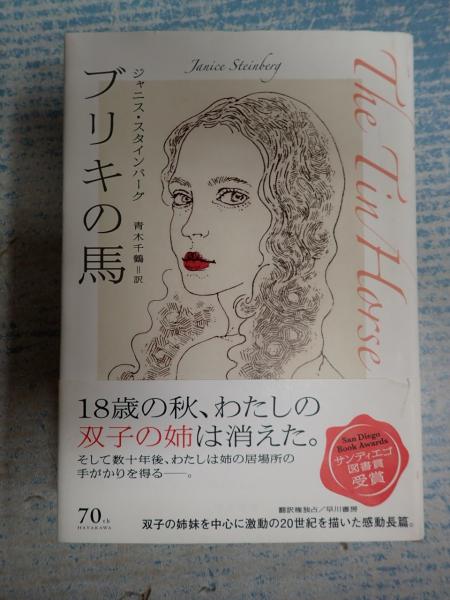 Janice Steinberg
The Tin Horse
ジャニス・スタインバーグ
ブリキの馬
青木千鶴=訳
18歳の秋、わたしの
双子の姉は消えた。
そして数十年後、わたしは姉の居場所の
手がかりを得る――。
San Diego
Book Awards
サンディエゴ
図書賞
受賞
70th
HAYAKAWA
翻訳権独占/早川書房
双子の姉妹を中心に激動の20世紀を描いた感動長篇。